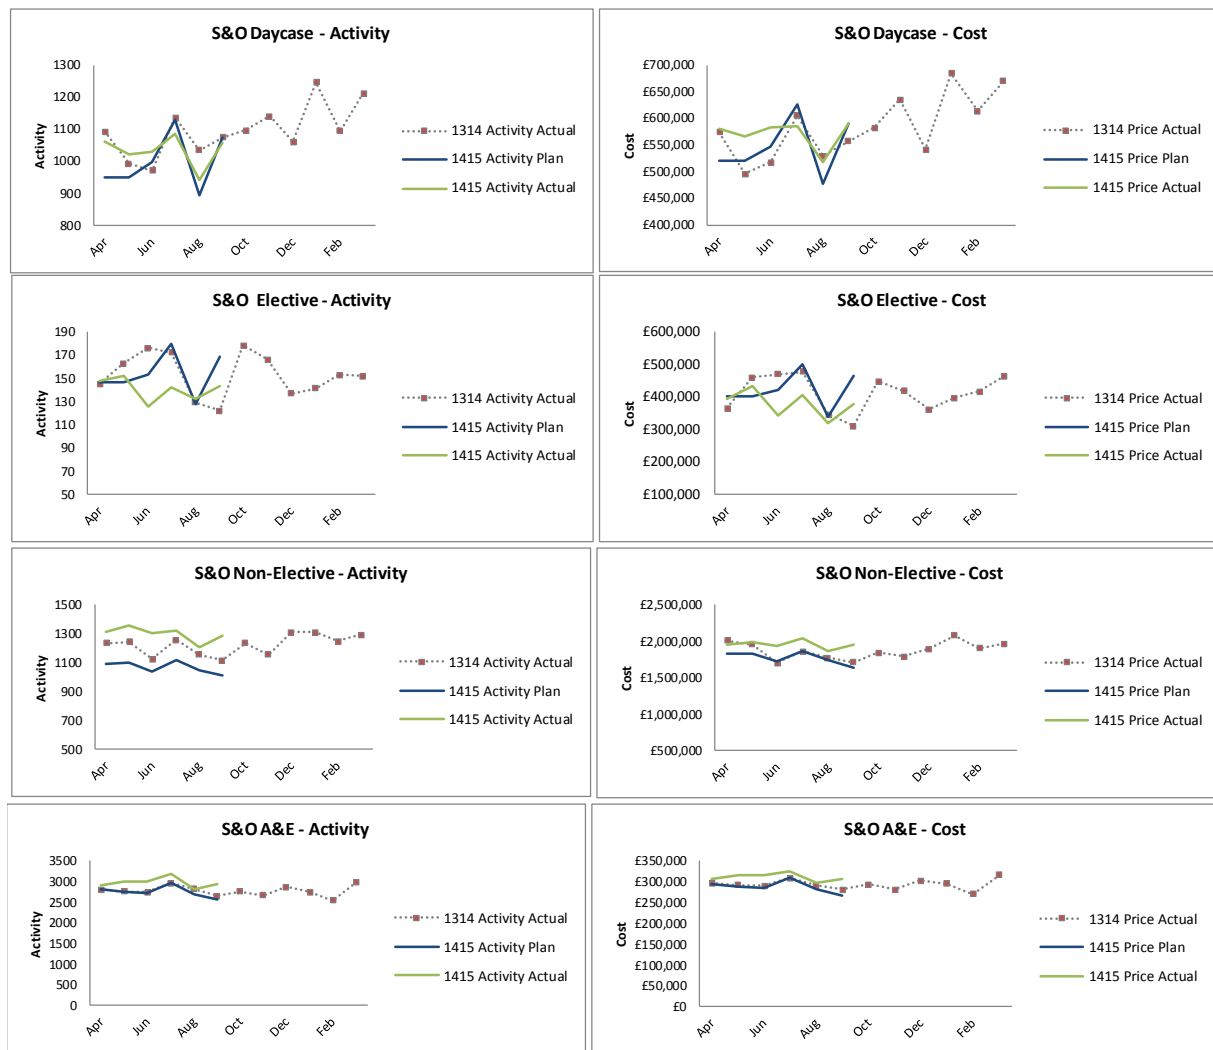 S&O Daycase - Activity
1300
1200
1100
1000
900
800
Activity
Apr
Jun
Aug
Oct
Dec
Feb
1314 Activity Actual
1415 Activity Plan
1415 Activity Actual
S&O Daycase - Cost
£700,000
£650,000
£600,000
£550,000
£500,000
£450,000
£400,000
Cost
Apr
Jun
Aug
Oct
Dec
Feb
1314 Price Actual
1415 Price Plan
1415 Price Actual
S&O Elective - Activity
190
170
150
130
110
90
70
50
Activity
Apr
Jun
Aug
Oct
Dec
Feb
1314 Activity Actual
1415 Activity Plan
1415 Activity Actual
S&O Elective - Cost
£600,000
£500,000
£400,000
£300,000
£200,000
£100,000
Cost
Apr
Jun
Aug
Oct
Dec
Feb
1314 Price Actual
1415 Price Plan
1415 Price Actual
S&O Non-Elective - Activity
1500
1300
1100
900
700
500
Activity
Apr
Jun
Aug
Oct
Dec
Feb
1314 Activity Actual
1415 Activity Plan
1415 Activity Actual
S&O Non-Elective - Cost
£2,500,000
£2,000,000
£1,500,000
£1,000,000
£500,000
Cost
Apr
Jun
Aug
Oct
Dec
Feb
1314 Price Actual
1415 Price Plan
1415 Price Actual
S&O A&E - Activity
3500
3000
2500
2000
1500
1000
500
0
Activity
Apr
Jun
Aug
Oct
Dec
Feb
1314 Activity Actual
1415 Activity Plan
1415 Activity Actual
S&O A&E - Cost
£350,000
£300,000
£250,000
£200,000
£150,000
£100,000
£50,000
£0
Cost
Apr
Jun
Aug
Oct
Dec
Feb
1314 Price Actual
1415 Price Plan
1415 Price Actual